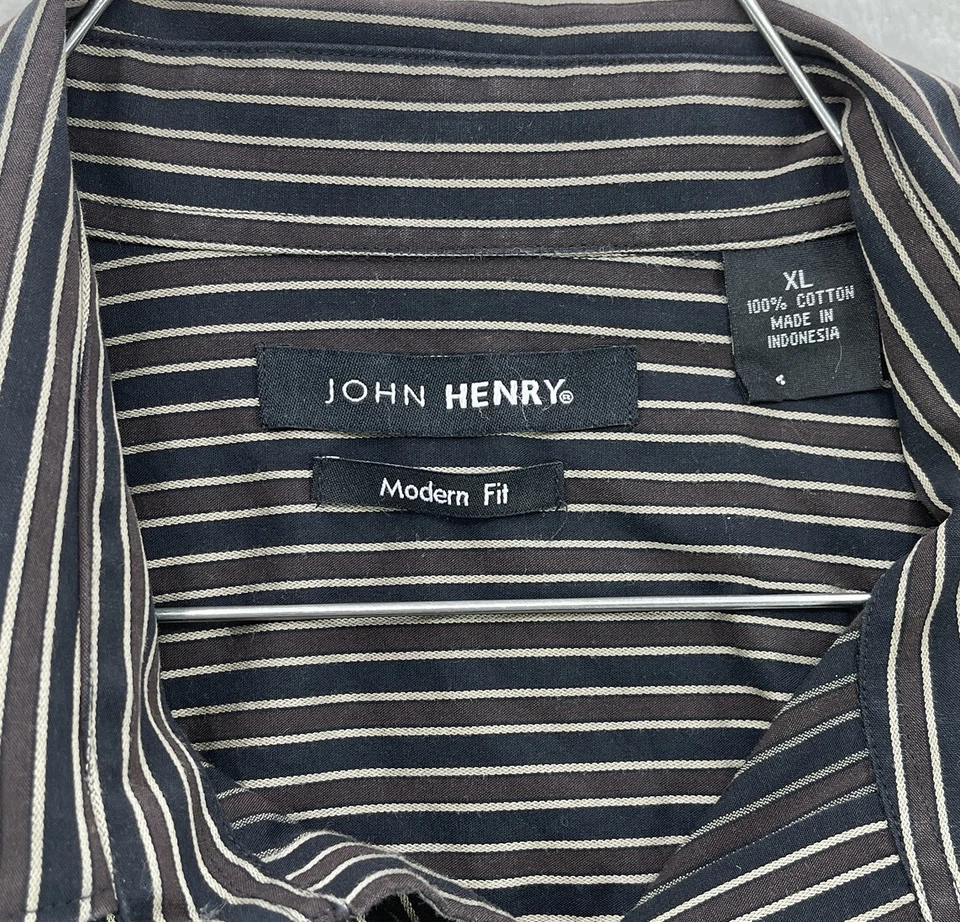 XL
100% COTTON
MADE IN
INDONESIA
JOHN HENRY®
Modern Fit